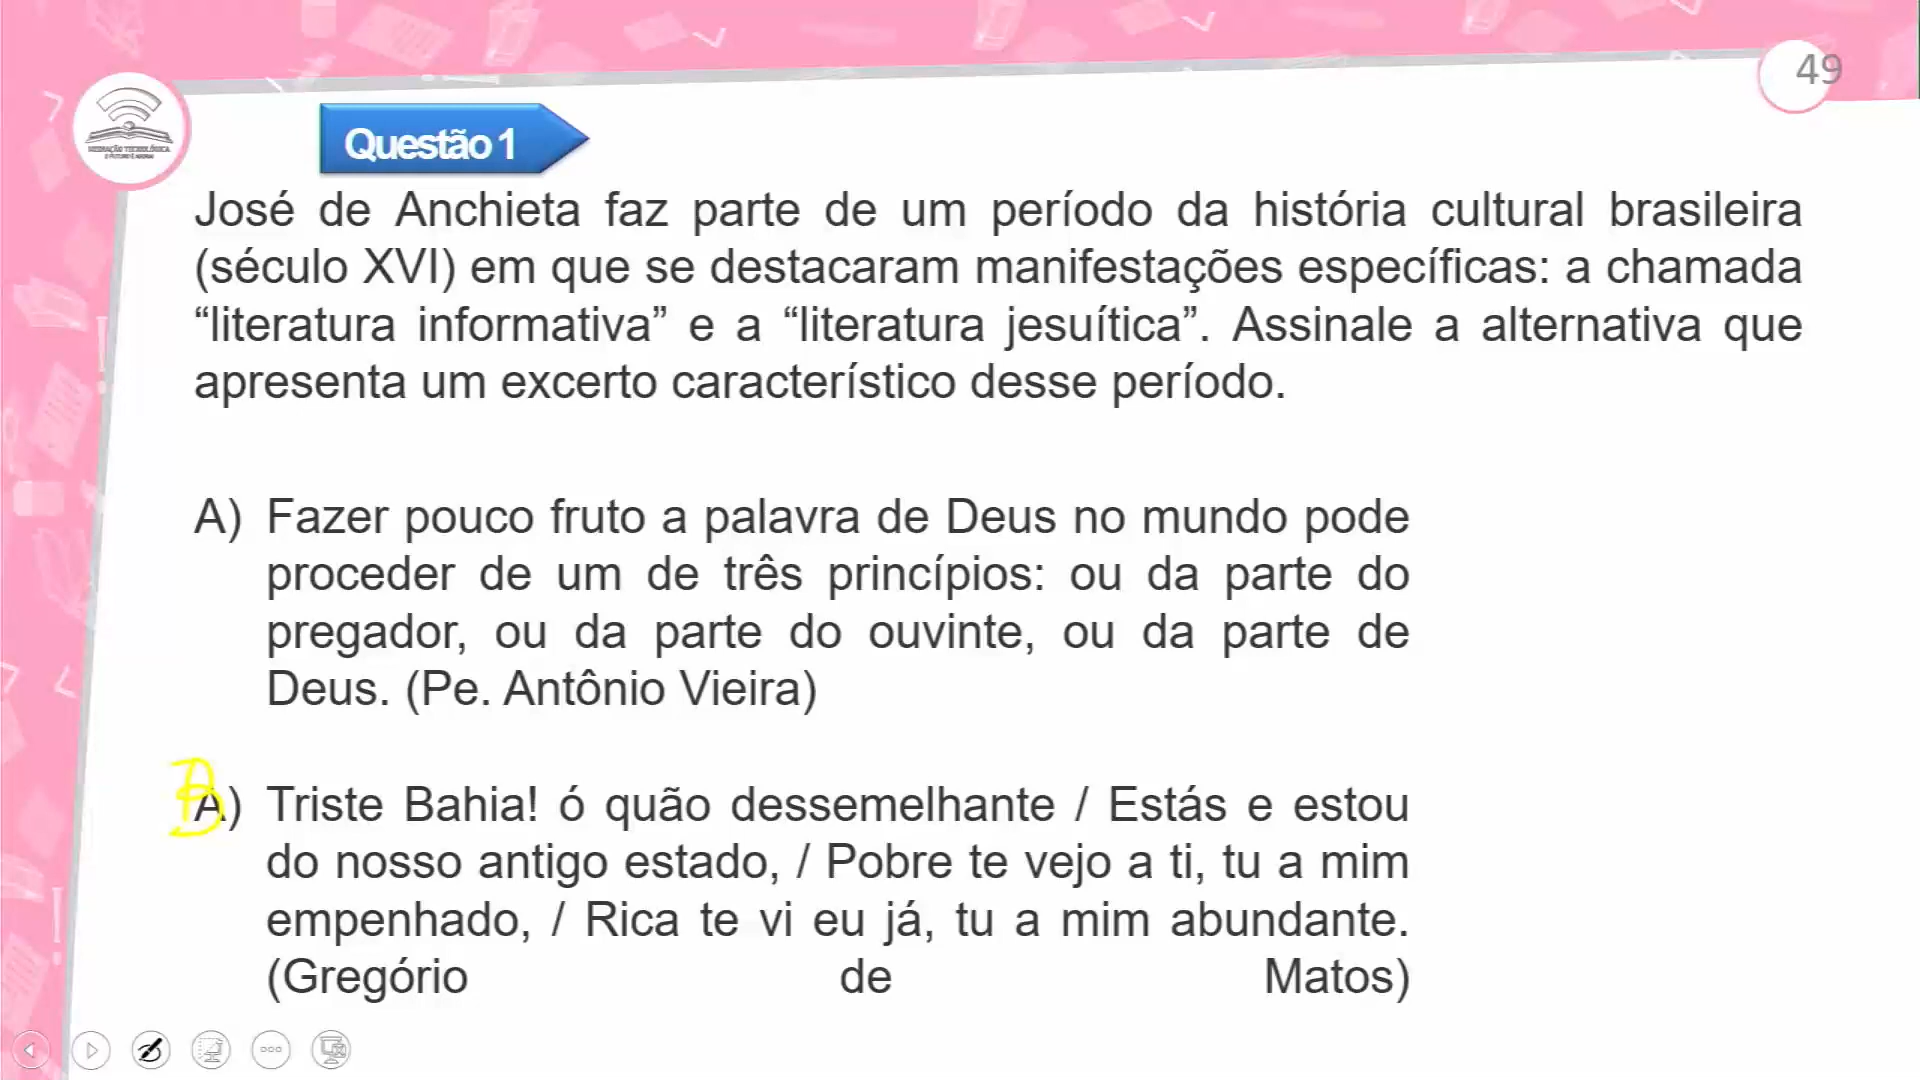 49
Questão 1
José de Anchieta faz parte de um período da história cultural brasileira
(século XVI) em que se destacaram manifestações específicas: a chamada
“literatura informativa” e a “literatura jesuítica”. Assinale a alternativa que
apresenta um excerto característico desse período.
A) Fazer pouco fruto a palavra de Deus no mundo pode
proceder de um de três princípios: ou da parte do
pregador, ou da parte do ouvinte, ou da parte de
Deus. (Pe. Antônio Vieira)
B
A) Triste Bahia! ó quão dessemelhante / Estás e estou
do nosso antigo estado, / Pobre te vejo a ti, tu a mim
empenhado, / Rica te vi eu já, tu a mim abundante.
(Gregório de Matos)
MEDIAÇÃO TECNOLÓGICA
O FUTURO É AGORA!